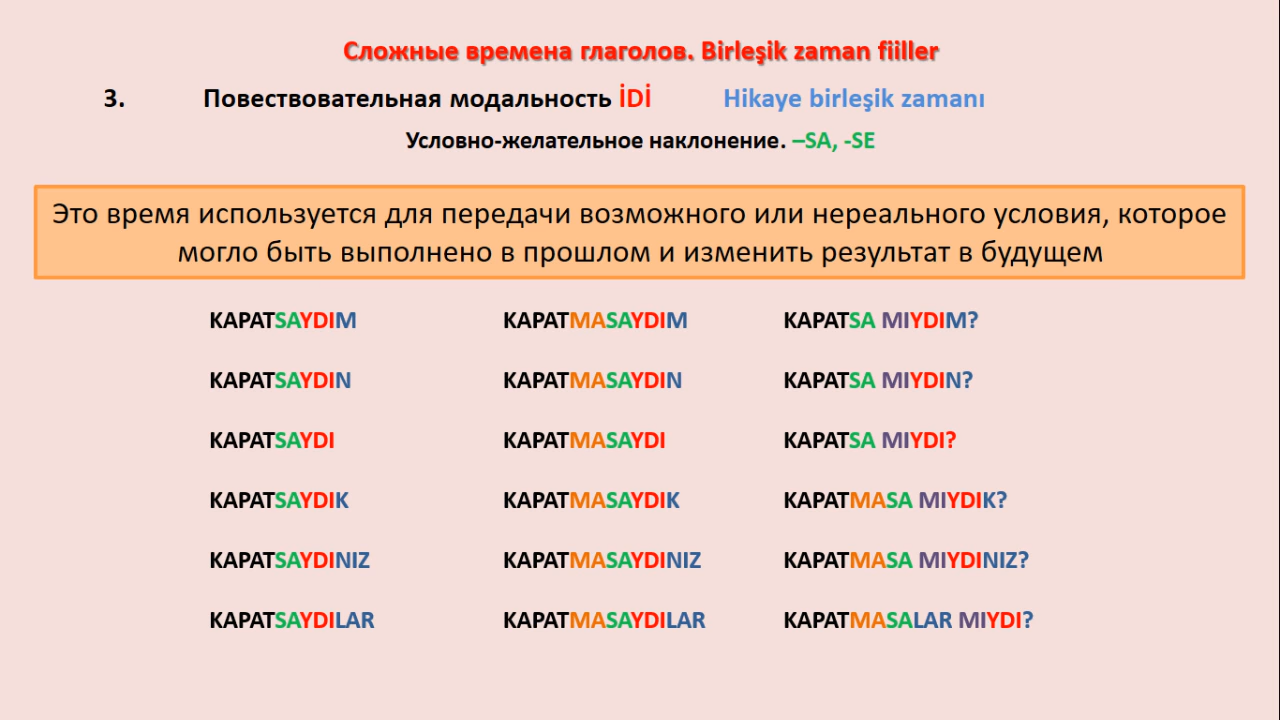 Сложные времена глаголов. Birleşik zaman fiiller
3. Повествовательная модальность İDİ Hikaye birleşik zamanı
Условно-желательное наклонение. –SA, -SE
Это время используется для передачи возможного или нереального условия, которое
могло быть выполнено в прошлом и изменить результат в будущем
KAPATSAYDIM KAPATMASAYDIM KAPATSA MIYDIM?
KAPATSAYDIN KAPATMASAYDIN KAPATSA MIYDIN?
KAPATSAYDI KAPATMASAYDI KAPATSA MIYDI?
KAPATSAYDIK KAPATMASAYDIK KAPATMASA MIYDIK?
KAPATSAYDINIZ KAPATMASAYDINIZ KAPATMASA MIYDINIZ?
KAPATSAYDILAR KAPATMASAYDILAR KAPATMASALAR MIYDI?